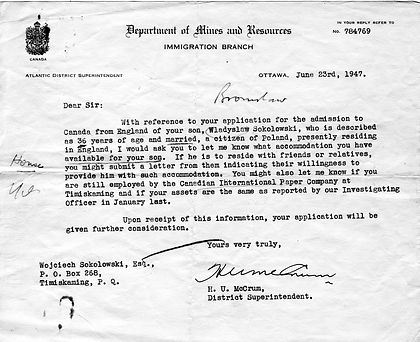 Department of Mines and Resources
IMMIGRATION BRANCH
IN YOUR REPLY REFER TO
No. 784769
CANADA
ATLANTIC DISTRICT SUPERINTENDENT
OTTAWA, June 23rd, 1947.
Bronslaw
Dear Sir:
With reference to your application for the admission to
Canada from England of your son, Wladyslaw Sokolowski, who is described
as 36 years of age and married, a citizen of Poland, presently residing
in England, I would ask you to let me know what accommodation you have
available for your son. If he is to reside with friends or relatives,
you might submit a letter from them indicating their willingness to
provide him with such accommodation. You might also let me know if you
are still employed by the Canadian International Paper Company at
Timiskaming and if your assets are the same as reported by our Investigating
Officer in January last.
House
Yes
Upon receipt of this information, your application will be
given further consideration.
Yours very truly,
Wojciech Sokolowski, Esq.,
P. O. Box 268,
Timiskaming, P. Q.
H U McCrum
H. U. McCrum,
District Superintendent.